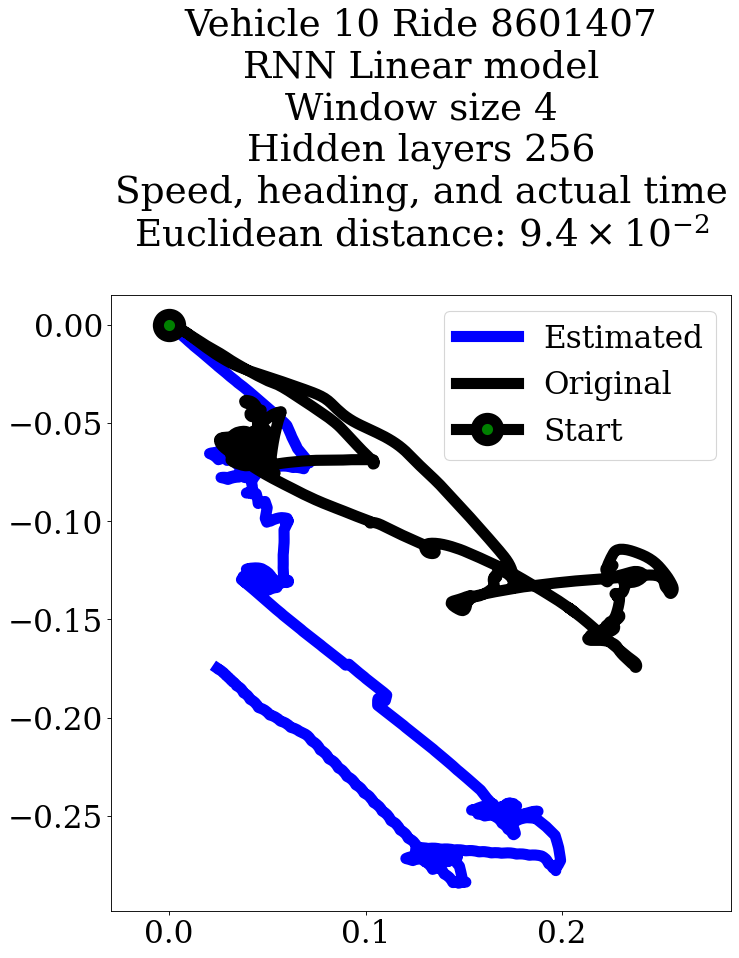 Vehicle 10 Ride 8601407
RNN Linear model
Window size 4
Hidden layers 256
Speed, heading, and actual time
Euclidean distance: 9.4 × 10⁻²
Estimated
Original
Start
0.00
−0.05
−0.10
−0.15
−0.20
−0.25
0.0 0.1 0.2